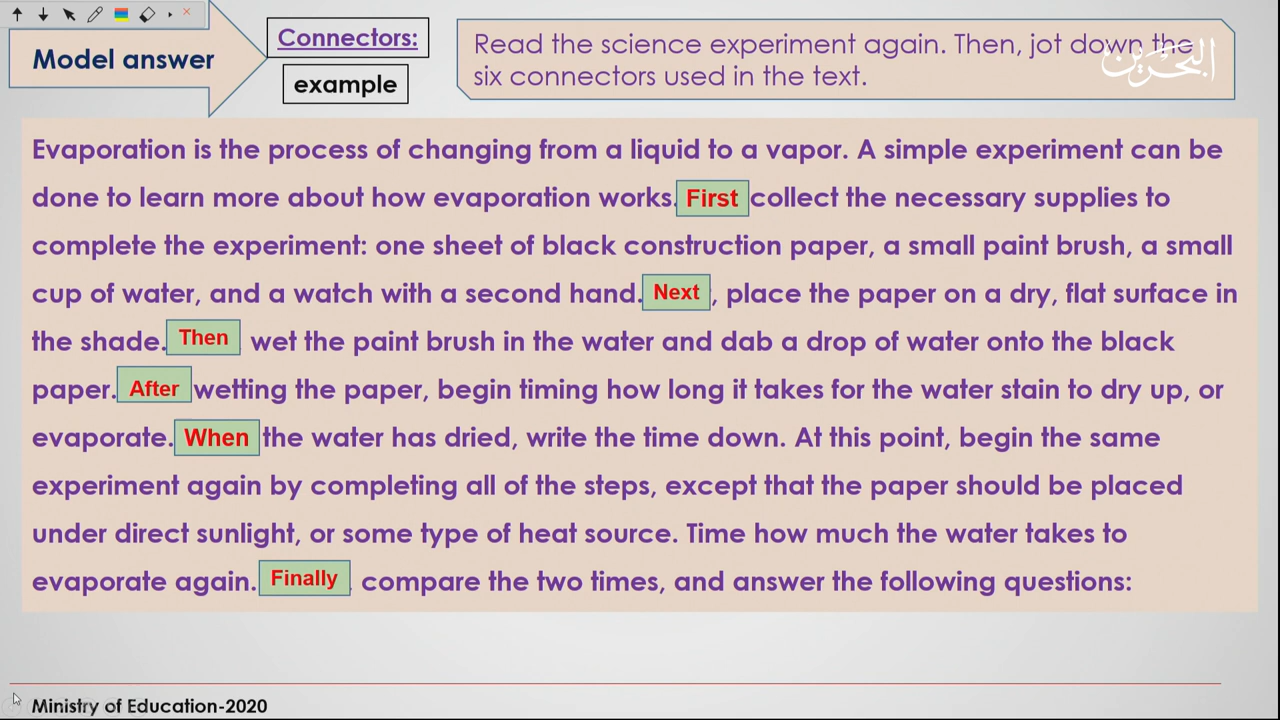 Model answer
Connectors:
example
Read the science experiment again. Then, jot down the
six connectors used in the text.
البحرين
Evaporation is the process of changing from a liquid to a vapor. A simple experiment can be
done to learn more about how evaporation works. First collect the necessary supplies to
complete the experiment: one sheet of black construction paper, a small paint brush, a small
cup of water, and a watch with a second hand. Next, place the paper on a dry, flat surface in
the shade. Then wet the paint brush in the water and dab a drop of water onto the black
paper. After wetting the paper, begin timing how long it takes for the water stain to dry up, or
evaporate. When the water has dried, write the time down. At this point, begin the same
experiment again by completing all of the steps, except that the paper should be placed
under direct sunlight, or some type of heat source. Time how much the water takes to
evaporate again. Finally compare the two times, and answer the following questions:
Ministry of Education-2020